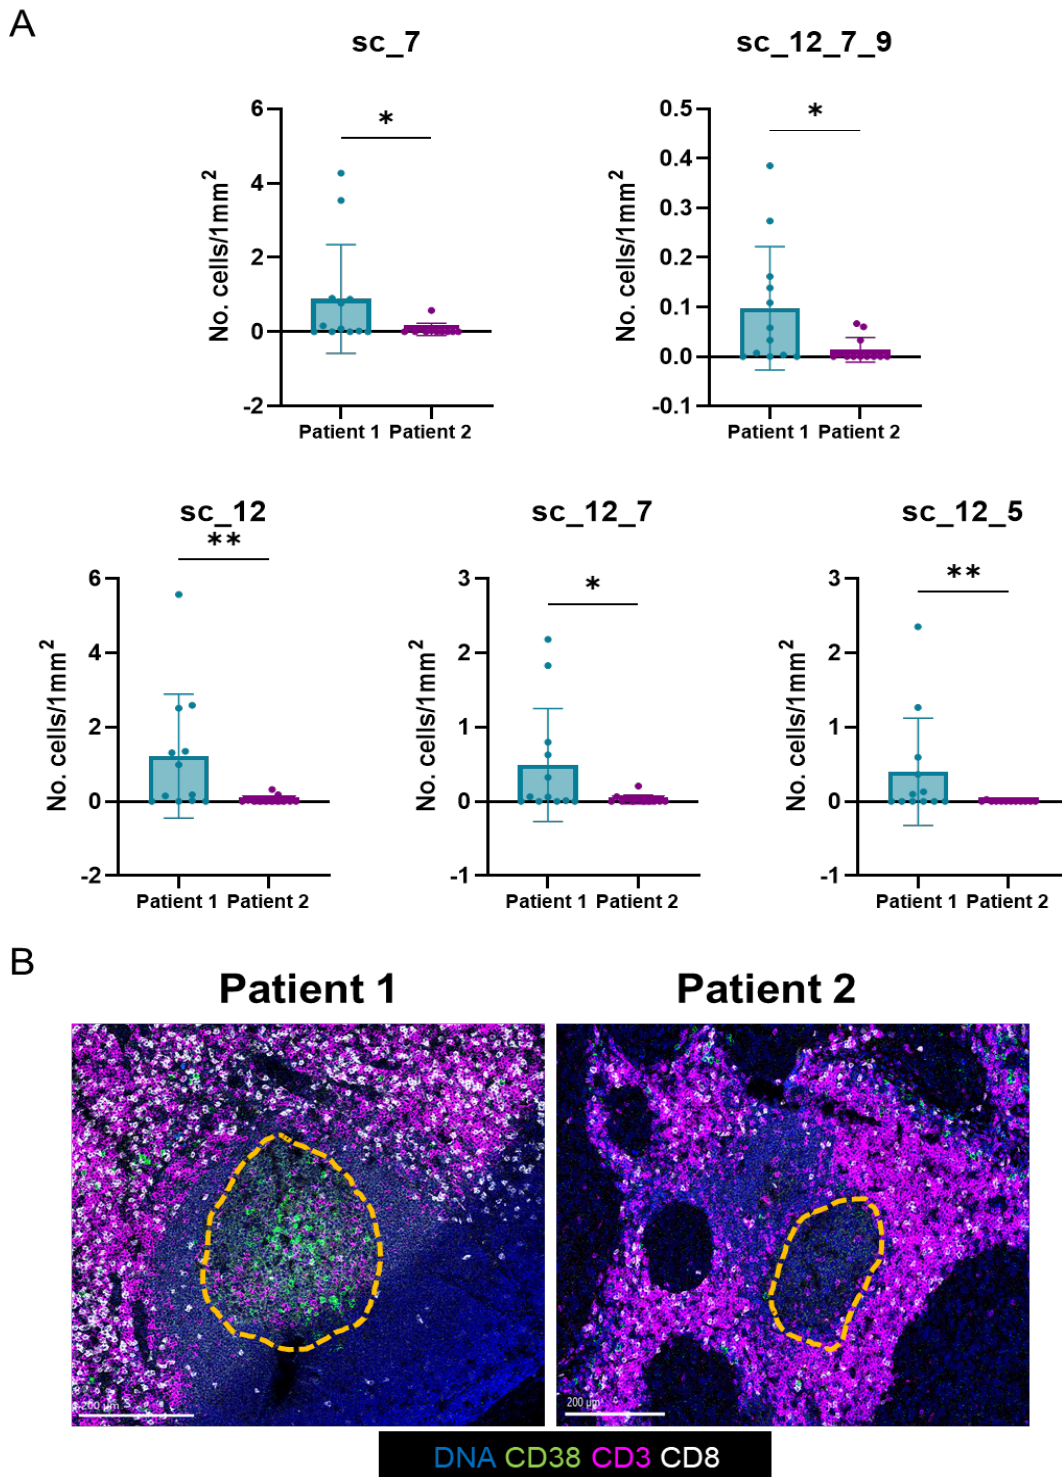 A
sc_7
sc_12_7_9
No. cells/1mm²
6
4
2
0
-2
*
Patient 1 Patient 2
No. cells/1mm²
0.5
0.4
0.3
0.2
0.1
0.0
-0.1
*
Patient 1 Patient 2
sc_12
sc_12_7
sc_12_5
No. cells/1mm²
6
4
2
0
-2
**
Patient 1 Patient 2
No. cells/1mm²
3
2
1
0
-1
*
Patient 1 Patient 2
No. cells/1mm²
3
2
1
0
-1
**
Patient 1 Patient 2
B
Patient 1
Patient 2
200 μm
200 μm
DNA CD38 CD3 CD8